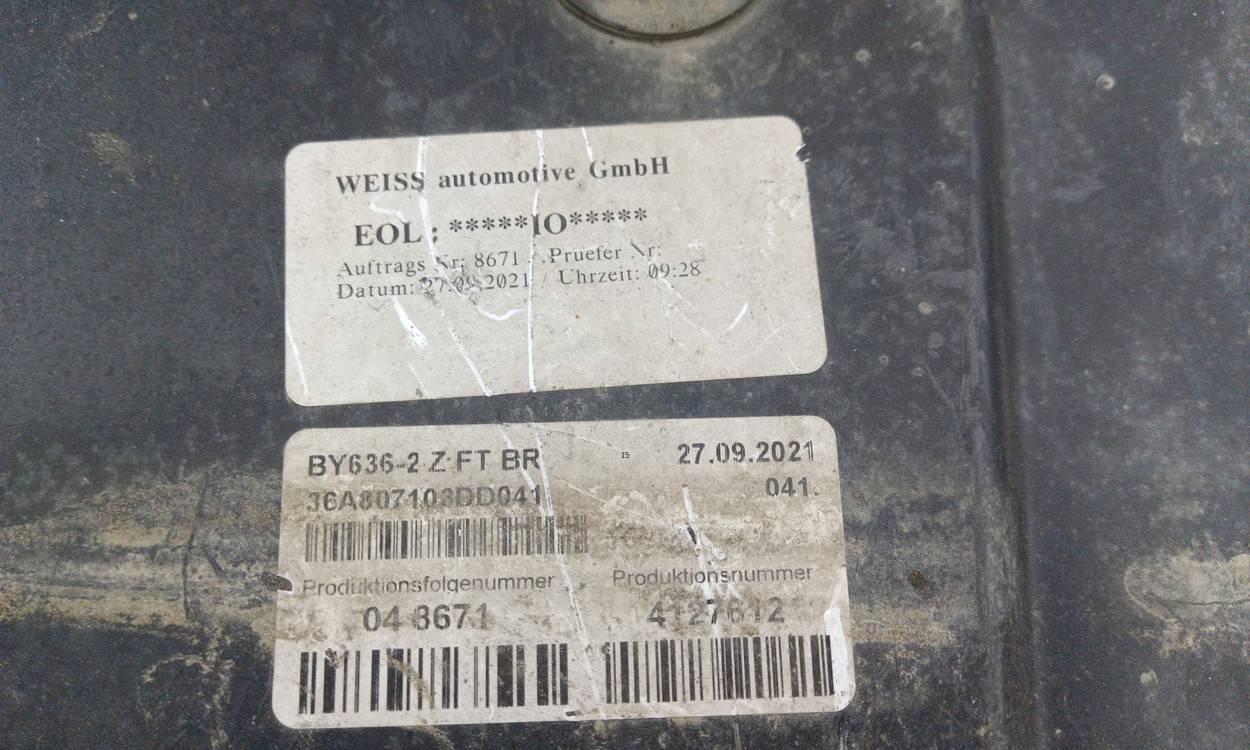 WEISS automotive GmbH
EOL : *****IO*****
Auftrags Nr: 8671 / Pruefer Nr:
Datum: 27.09.2021 / Uhrzeit: 09:28
BY636-2 Z FT BR
15
27.09.2021
36A807103DD041
041.
Produktionsfolgenummer
Produktionsnummer
04 8671
4127612